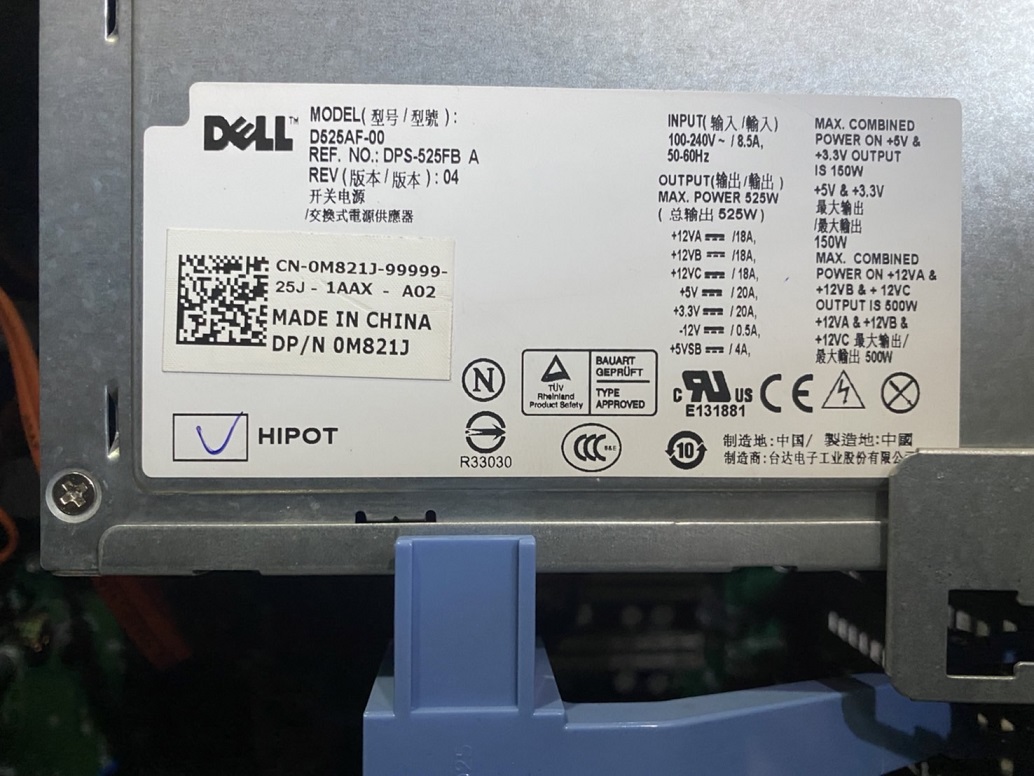 DELL™
MODEL(型号/型號):
D525AF-00
REF. NO.: DPS-525FB A
REV(版本/版本): 04
开关电源
/交換式電源供應器
CN-0M821J-99999-
25J - 1AAX - A02
MADE IN CHINA
DP/N 0M821J
HIPOT
INPUT(输入/輸入)
100-240V~ / 8.5A,
50-60Hz
OUTPUT(输出/輸出)
MAX. POWER 525W
(总输出 525W)
+12VA ⎓ /18A,
+12VB ⎓ /18A,
+12VC ⎓ /18A,
+5V ⎓ /20A,
+3.3V ⎓ /20A,
-12V ⎓ /0.5A,
+5VSB ⎓ /4A,
MAX. COMBINED
POWER ON +5V &
+3.3V OUTPUT
IS 150W
+5V & +3.3V
最大输出
/最大輸出
150W
MAX. COMBINED
POWER ON +12VA &
+12VB & + 12VC
OUTPUT IS 500W
+12VA & +12VB &
+12VC 最大输出/
最大輸出 500W
N
R33030
TÜV
Rheinland
Product Safety
BAUART
GEPRÜFT
TYPE
APPROVED
CCC S&E
c RU US
E131881
CE
10
制造地:中国/ 製造地:中國
制造商:台达电子工业股份有限公